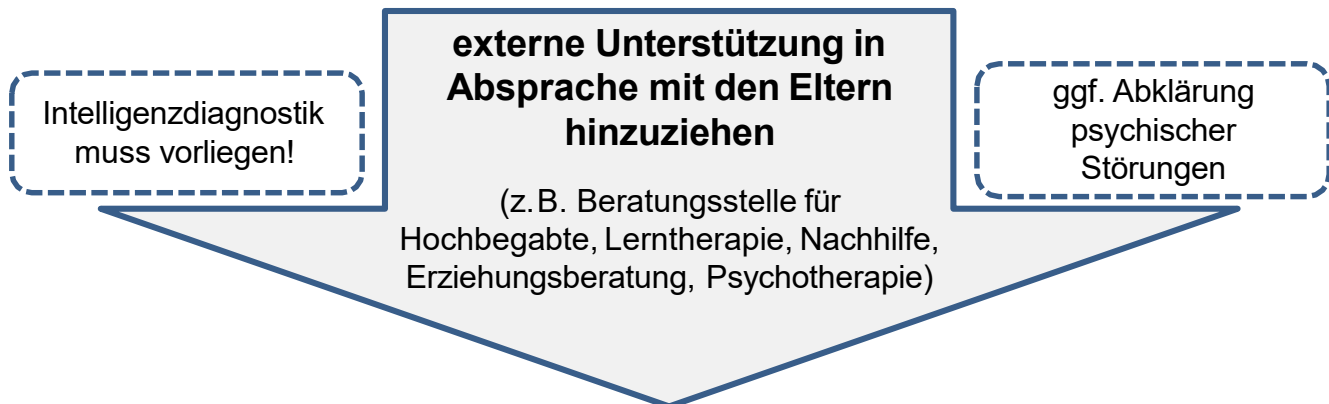 Intelligenzdiagnostik
muss vorliegen!
externe Unterstützung in
Absprache mit den Eltern
hinzuziehen
(z.B. Beratungsstelle für
Hochbegabte, Lerntherapie, Nachhilfe,
Erziehungsberatung, Psychotherapie)
ggf. Abklärung
psychischer
Störungen